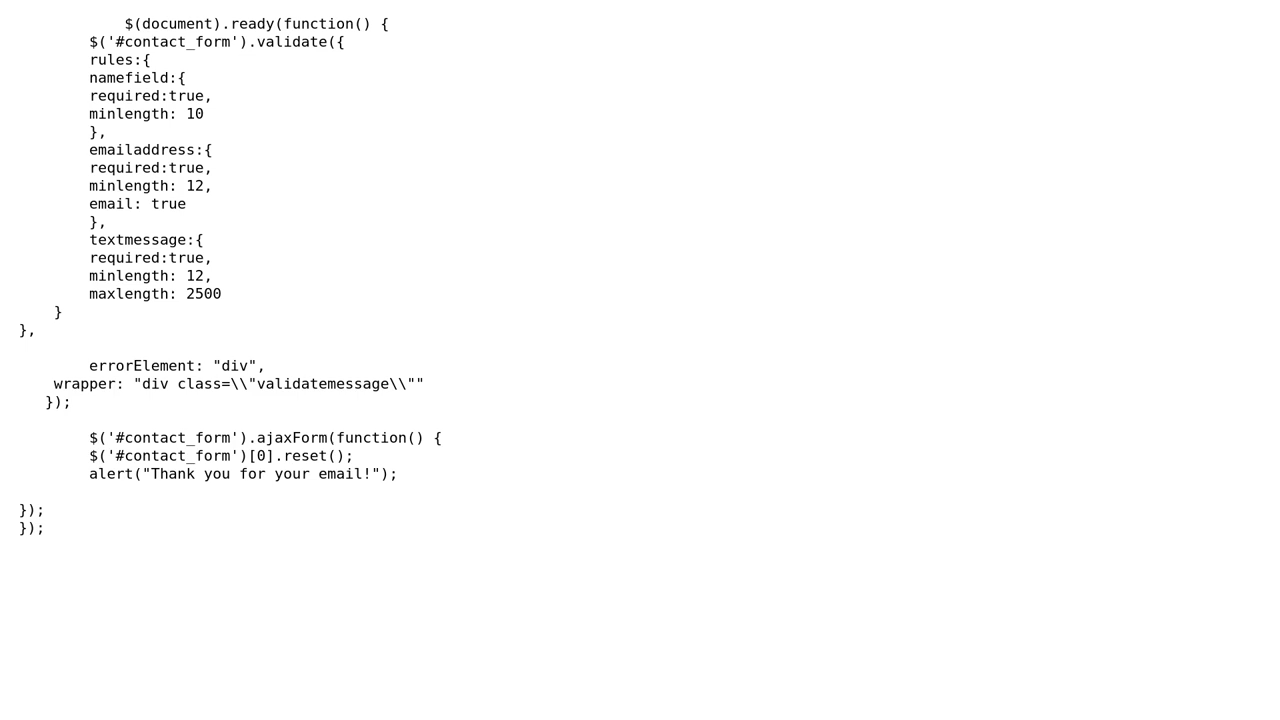 $(document).ready(function() {
        $('#contact_form').validate({
        rules:{
        namefield:{
        required:true,
        minlength: 10
        },
        emailaddress:{
        required:true,
        minlength: 12,
        email: true
        },
        textmessage:{
        required:true,
        minlength: 12,
        maxlength: 2500
    }
},

        errorElement: "div",
    wrapper: "div class=\\"validatemessage\\""
   });

        $('#contact_form').ajaxForm(function() {
        $('#contact_form')[0].reset();
        alert("Thank you for your email!");

});
});